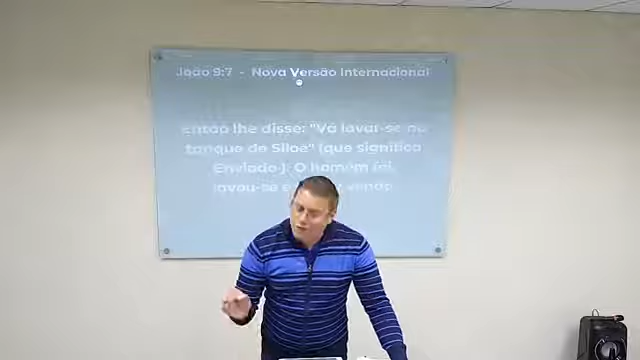 João 9:7 - Nova Versão Internacional
Então lhe disse: "Vá lavar-se no
tanque de Siloé" (que significa
Enviado). O homem foi,
lavou-se e vendo